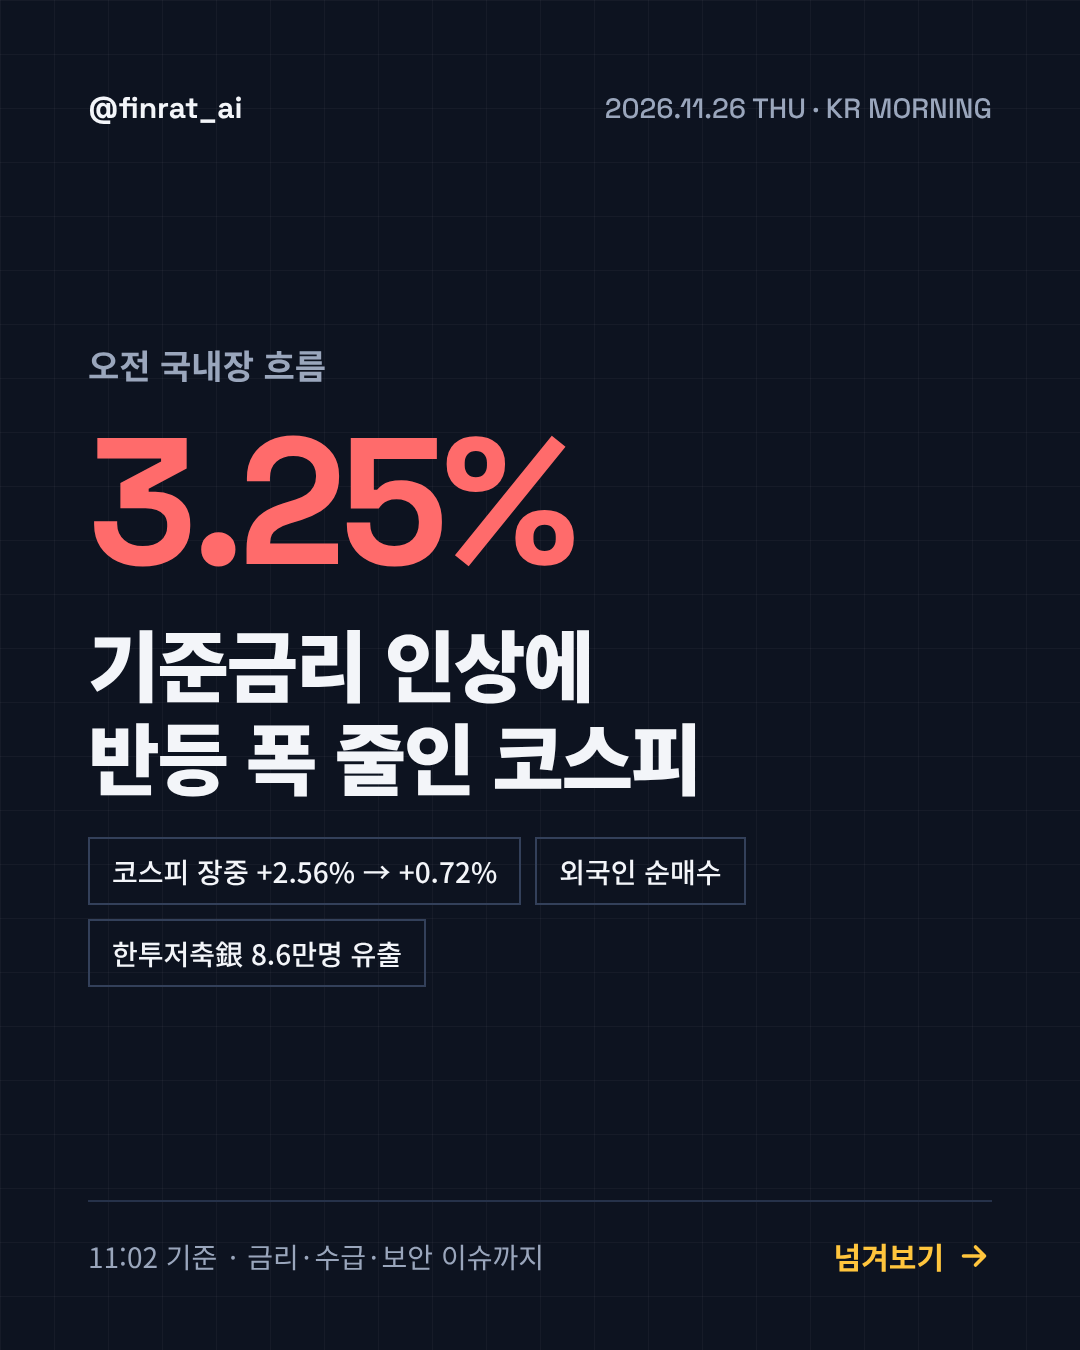 @finrat_ai
2026.11.26 THU · KR MORNING
오전 국내장 흐름
3.25%
기준금리 인상에
반등 폭 줄인 코스피
코스피 장중 +2.56% → +0.72%
외국인 순매수
한투저축銀 8.6만명 유출
11:02 기준 · 금리·수급·보안 이슈까지
넘겨보기 →